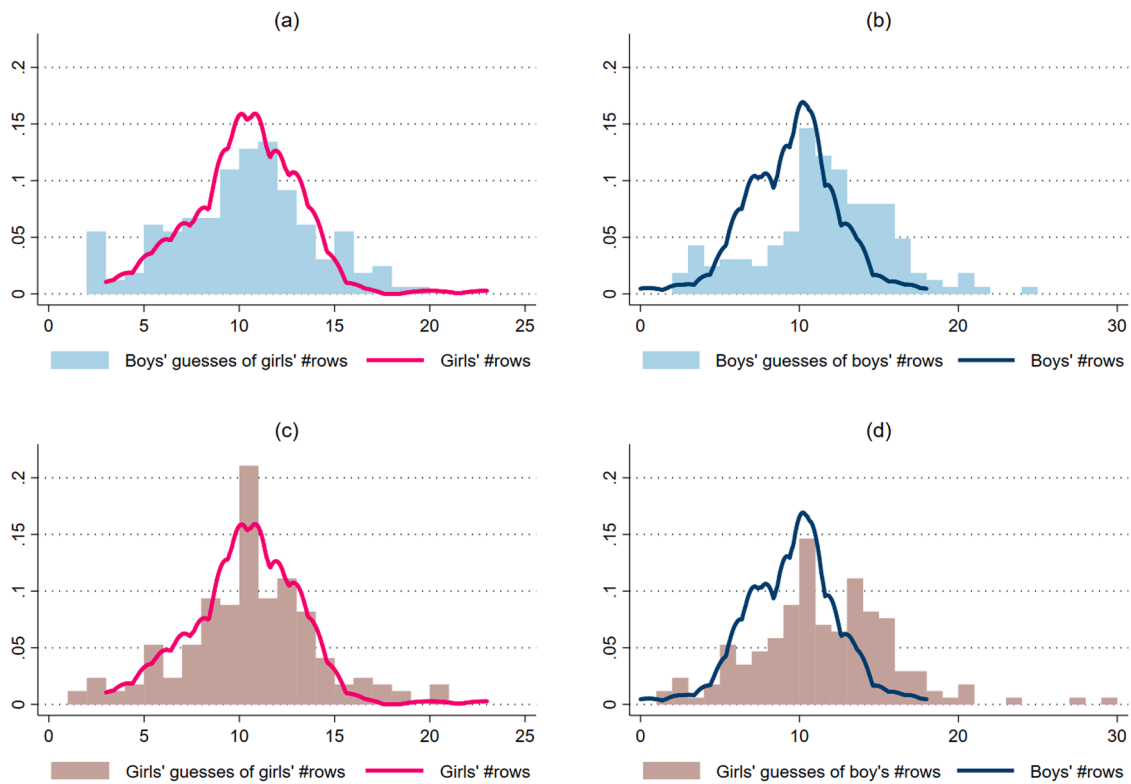 (a)
.2
.15
.1
.05
0
0 5 10 15 20 25
Boys' guesses of girls' #rows Girls' #rows
(b)
.2
.15
.1
.05
0
0 10 20 30
Boys' guesses of boys' #rows Boys' #rows
(c)
.2
.15
.1
.05
0
0 5 10 15 20 25
Girls' guesses of girls' #rows Girls' #rows
(d)
.2
.15
.1
.05
0
0 10 20 30
Girls' guesses of boy's #rows Boys' #rows